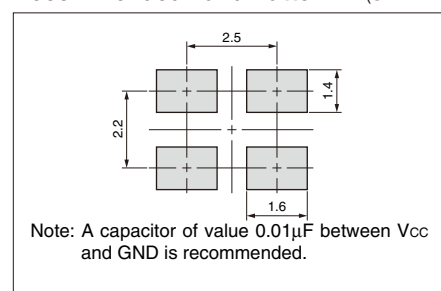 2.5
1.4
2.2
1.6
Note: A capacitor of value 0.01µF between Vcc
and GND is recommended.